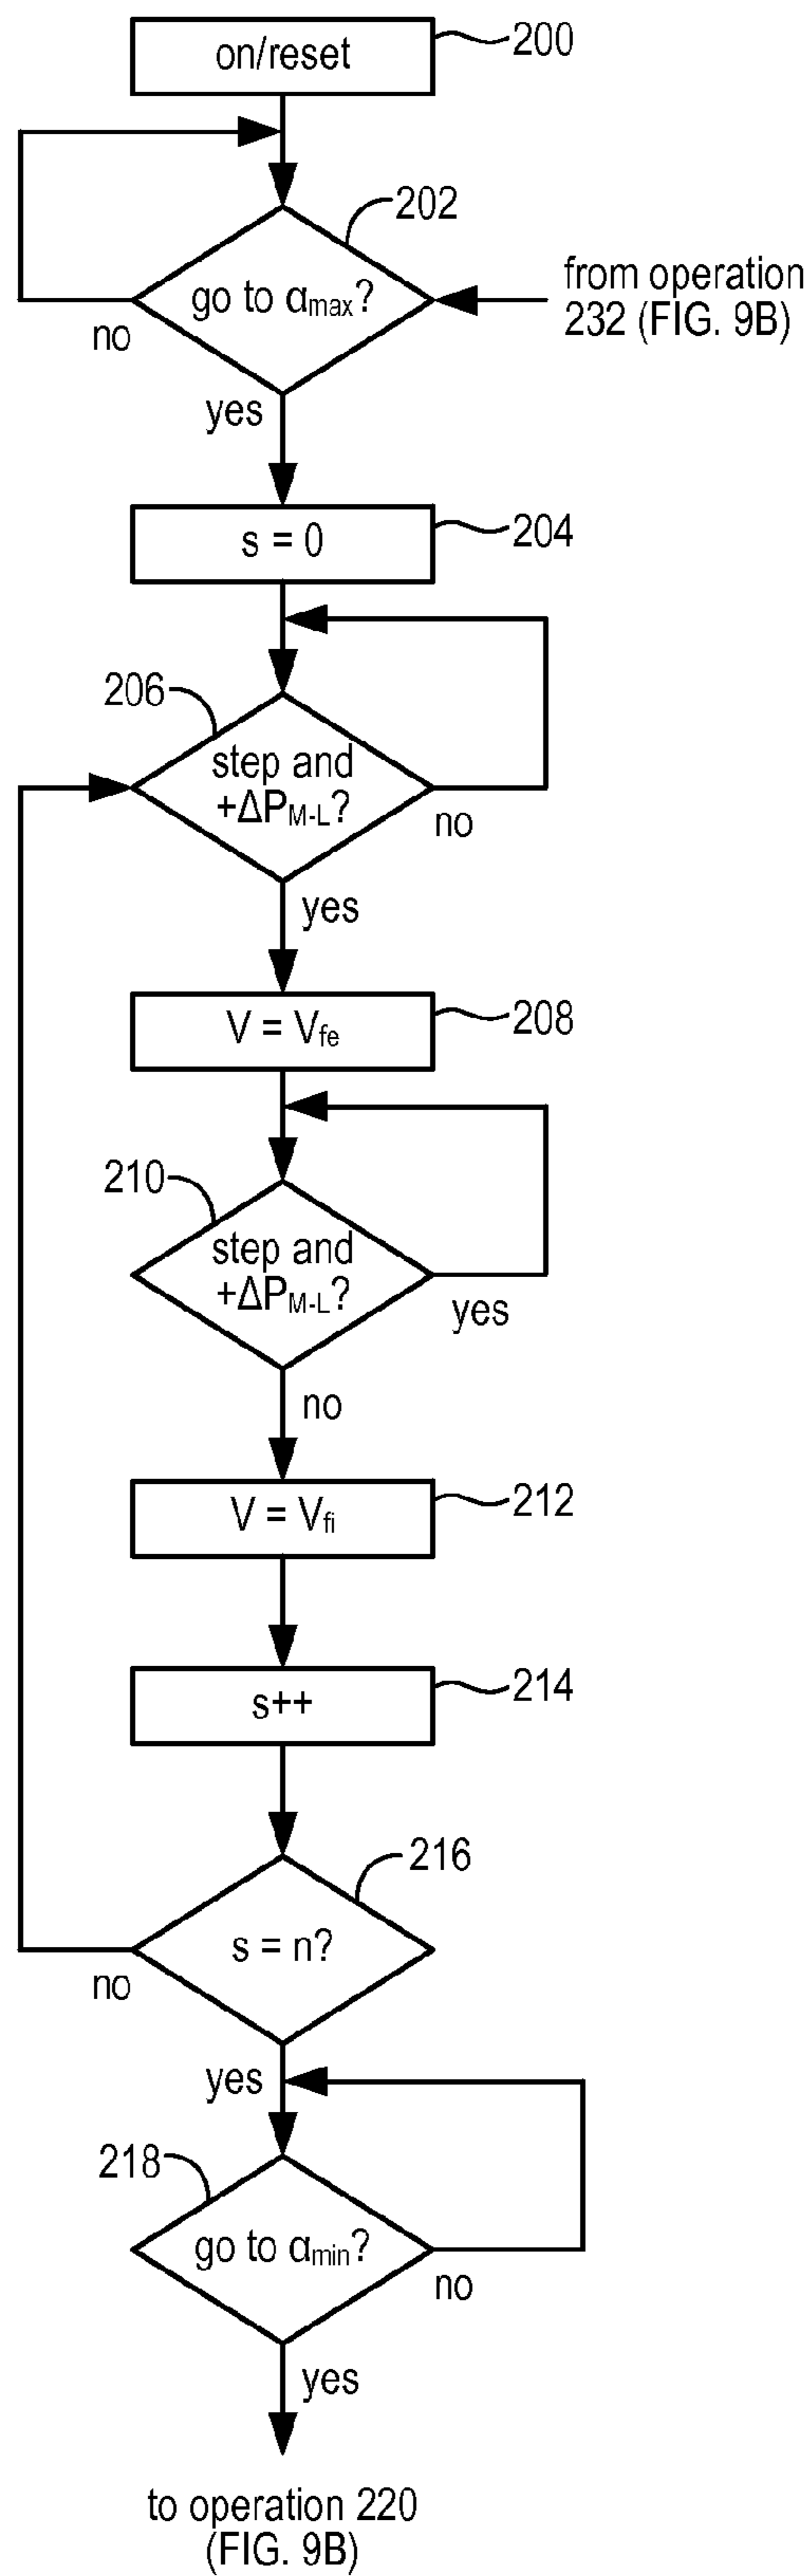 on/reset
200
202
go to αmax?
from operation
232 (FIG. 9B)
no
yes
s = 0
204
206
step and
+ΔPM-L?
no
yes
V = Vfe
208
210
step and
+ΔPM-L?
yes
no
V = Vfi
212
s++
214
216
s = n?
no
yes
218
go to αmin?
no
yes
to operation 220
(FIG. 9B)